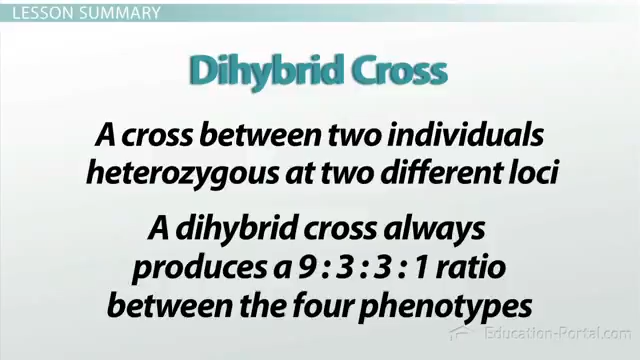 LESSON SUMMARY
Dihybrid Cross
A cross between two individuals
heterozygous at two different loci
A dihybrid cross always
produces a 9 : 3 : 3 : 1 ratio
between the four phenotypes
Education-Portal.com